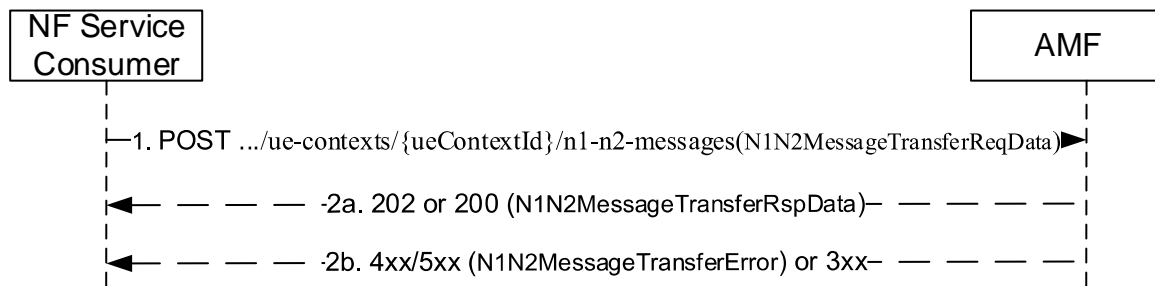 NF Service
Consumer
AMF
1. POST .../ue-contexts/{ueContextId}/n1-n2-messages(N1N2MessageTransferReqData)
2a. 202 or 200 (N1N2MessageTransferRspData)
2b. 4xx/5xx (N1N2MessageTransferError) or 3xx